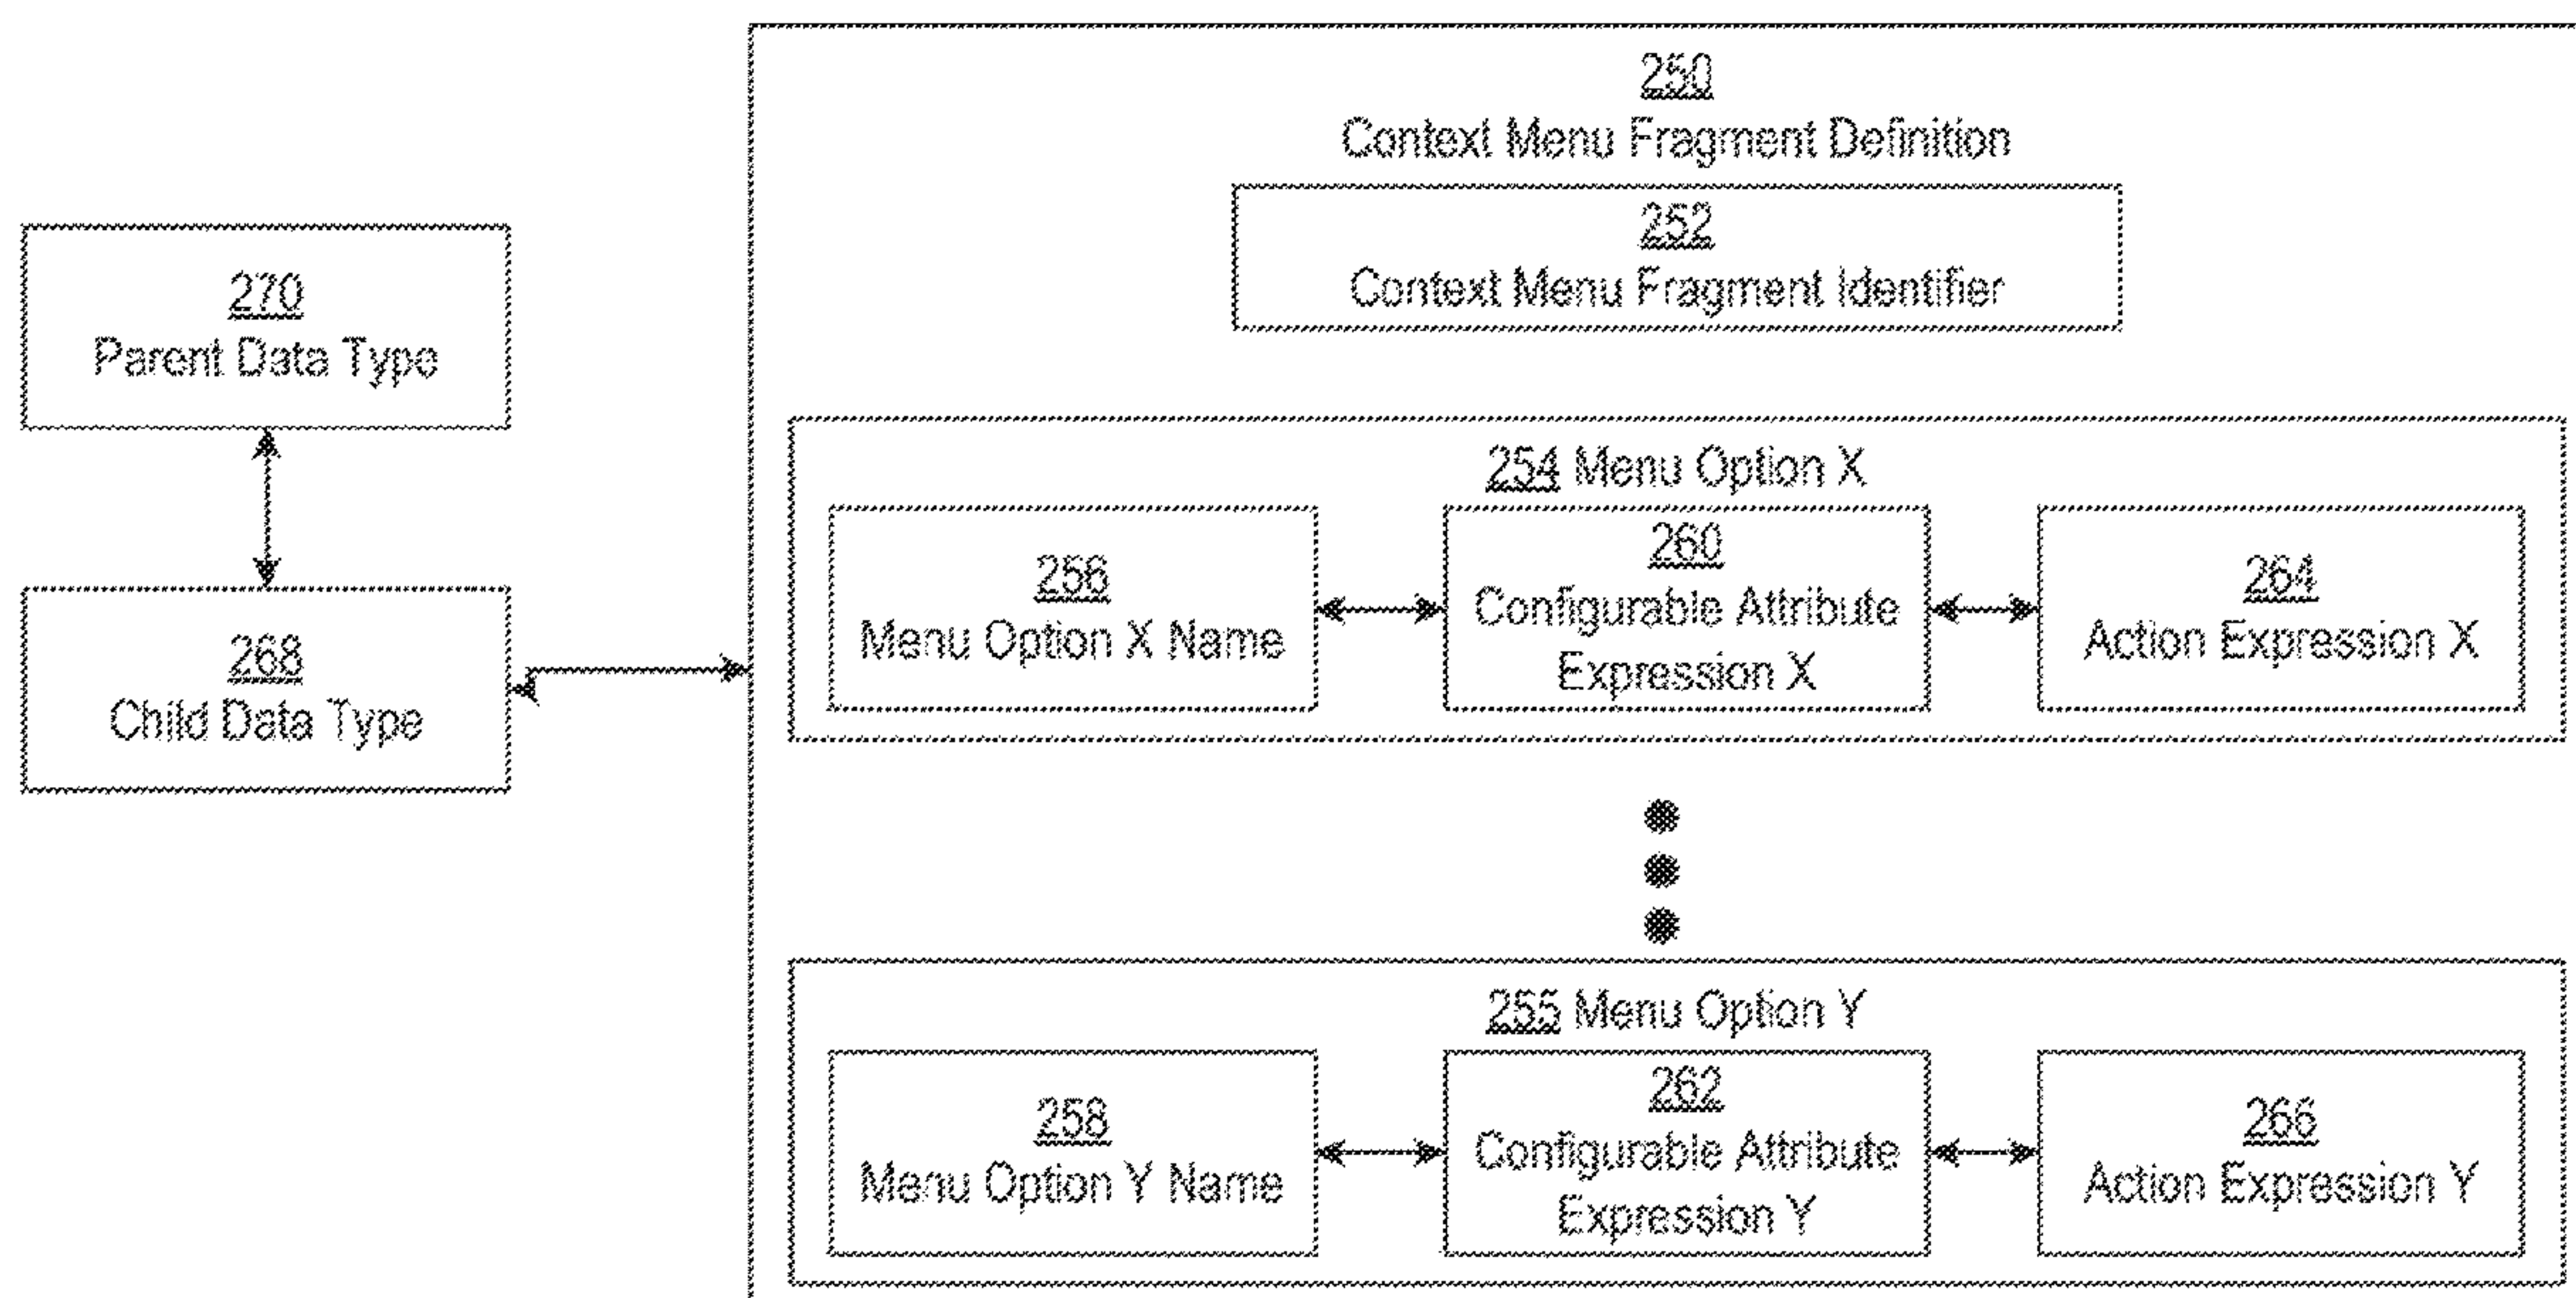 250
Context Menu Fragment Definition
252
Context Menu Fragment Identifier
270
Parent Data Type
268
Child Data Type
254 Menu Option X
256
Menu Option X Name
260
Configurable Attribute
Expression X
264
Action Expression X
255 Menu Option Y
258
Menu Option Y Name
262
Configurable Attribute
Expression Y
266
Action Expression Y